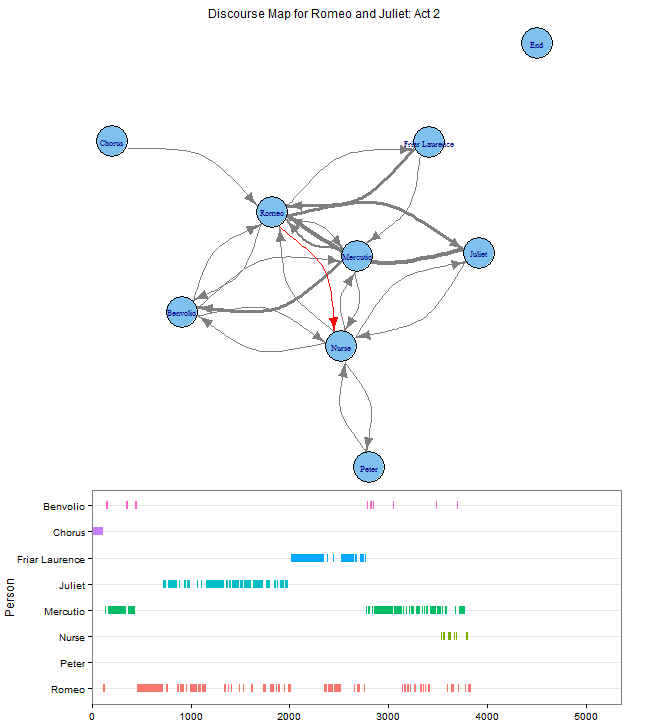 Discourse Map for Romeo and Juliet: Act 2
End
Chorus
Friar Laurence
Romeo
Mercutio
Juliet
Benvolio
Nurse
Peter
Person
Benvolio
Chorus
Friar Laurence
Juliet
Mercutio
Nurse
Peter
Romeo
0 1000 2000 3000 4000 5000